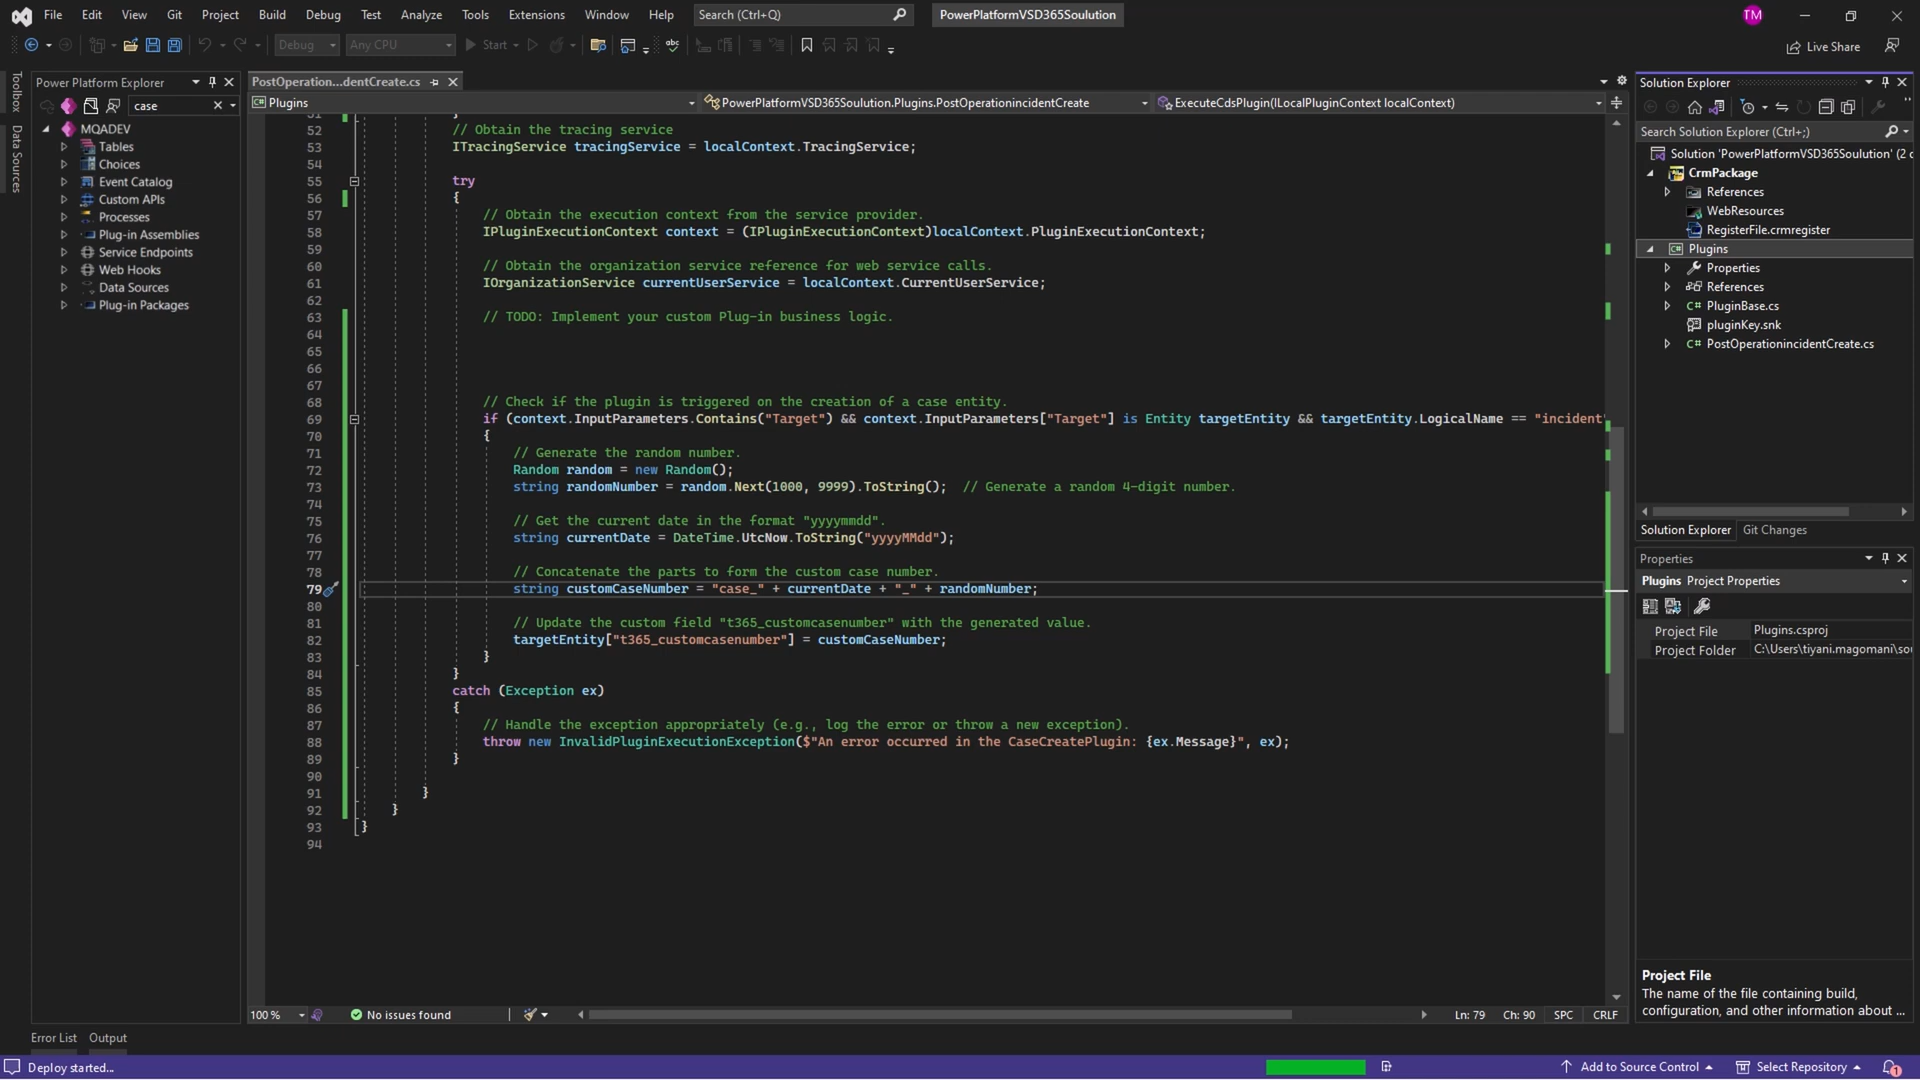 File Edit View Git Project Build Debug Test Analyze Tools Extensions Window Help Search (Ctrl+Q) PowerPlatformVSD365Soulution TM
Debug Any CPU Start Live Share
Toolbox
Data Sources
Power Platform Explorer
case
MQADEV
Tables
Choices
Event Catalog
Custom APIs
Processes
Plug-in Assemblies
Service Endpoints
Web Hooks
Data Sources
Plug-in Packages
PostOperation...dentCreate.cs
Plugins PowerPlatformVSD365Soulution.Plugins.PostOperationincidentCreate ExecuteCdsPlugin(ILocalPluginContext localContext)
51 }
52 // Obtain the tracing service
53 ITracingService tracingService = localContext.TracingService;
54
55 try
56 {
57 // Obtain the execution context from the service provider.
58 IPluginExecutionContext context = (IPluginExecutionContext)localContext.PluginExecutionContext;
59
60 // Obtain the organization service reference for web service calls.
61 IOrganizationService currentUserService = localContext.CurrentUserService;
62
63 // TODO: Implement your custom Plug-in business logic.
64
65
66
67
68 // Check if the plugin is triggered on the creation of a case entity.
69 if (context.InputParameters.Contains("Target") && context.InputParameters["Target"] is Entity targetEntity && targetEntity.LogicalName == "incident"
70 {
71 // Generate the random number.
72 Random random = new Random();
73 string randomNumber = random.Next(1000, 9999).ToString(); // Generate a random 4-digit number.
74
75 // Get the current date in the format "yyyymmdd".
76 string currentDate = DateTime.UtcNow.ToString("yyyyMMdd");
77
78 // Concatenate the parts to form the custom case number.
79 string customCaseNumber = "case_" + currentDate + "_" + randomNumber;
80
81 // Update the custom field "t365_customcasenumber" with the generated value.
82 targetEntity["t365_customcasenumber"] = customCaseNumber;
83 }
84 }
85 catch (Exception ex)
86 {
87 // Handle the exception appropriately (e.g., log the error or throw a new exception).
88 throw new InvalidPluginExecutionException($"An error occurred in the CaseCreatePlugin: {ex.Message}", ex);
89 }
90
91 }
92 }
93 }
94
100 % No issues found Ln: 79 Ch: 90 SPC CRLF
Solution Explorer
Search Solution Explorer (Ctrl+;)
Solution 'PowerPlatformVSD365Soulution' (2 c
CrmPackage
References
WebResources
RegisterFile.crmregister
Plugins
Properties
References
PluginBase.cs
pluginKey.snk
PostOperationincidentCreate.cs
Solution Explorer Git Changes
Properties
Plugins Project Properties
Project File Plugins.csproj
Project Folder C:\Users\tiyani.magomani\sou
Project File
The name of the file containing build, configuration, and other information about ...
Error List Output
Deploy started... Add to Source Control Select Repository 1